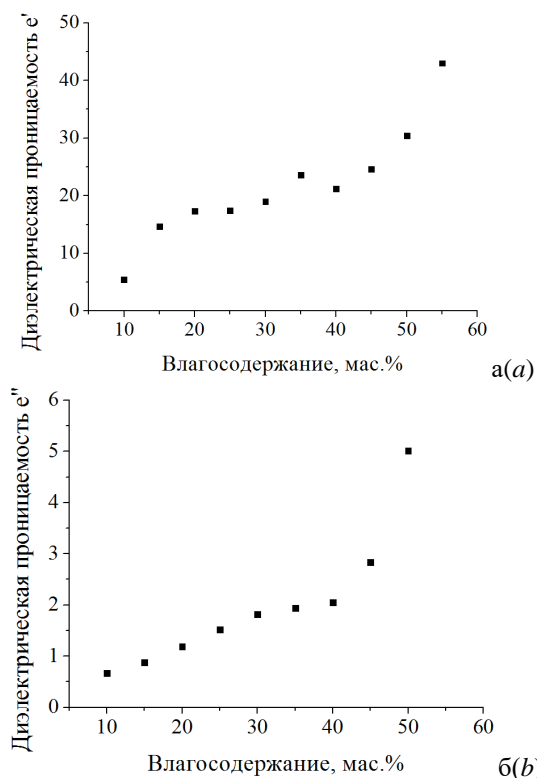 50
40
30
20
10
0
Диэлектрическая проницаемость e'
10 20 30 40 50 60
Влагосодержание, мас.%
а(a)
6
5
4
3
2
1
0
Диэлектрическая проницаемость e"
10 20 30 40 50 60
Влагосодержание, мас.%
б(b)